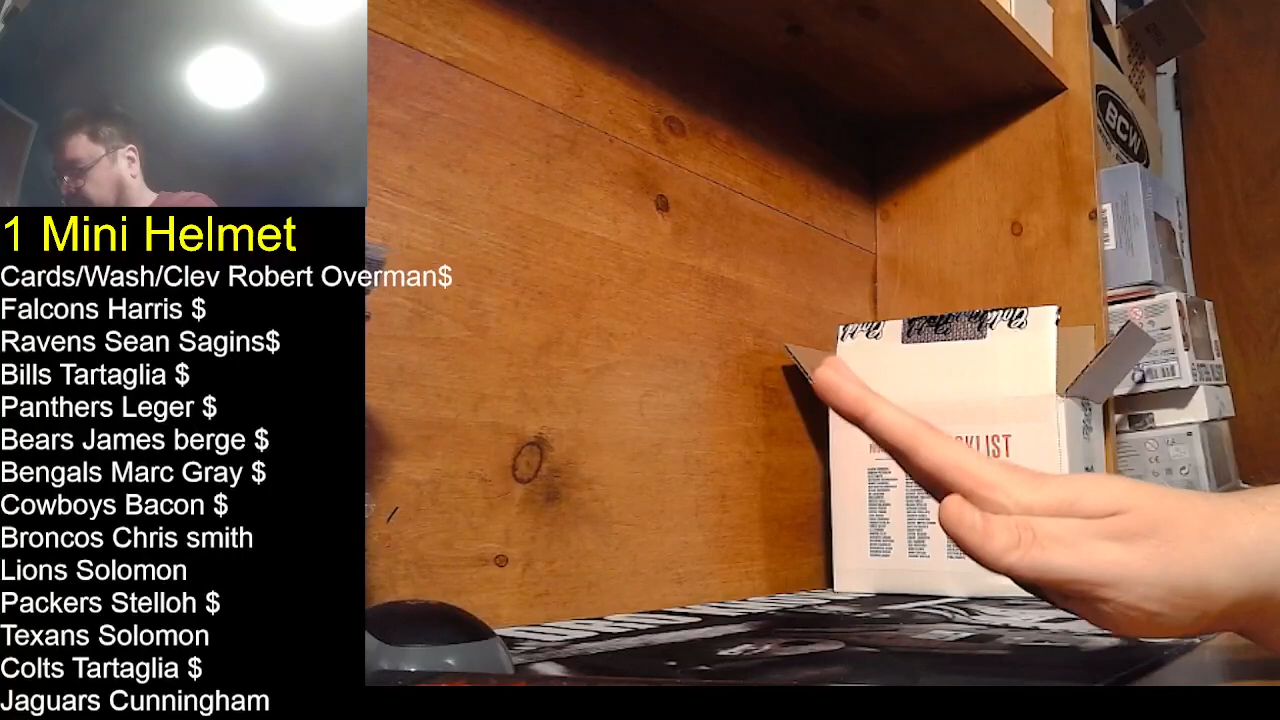 1 Mini Helmet
Cards/Wash/Clev Robert Overman$
Falcons Harris $
Ravens Sean Sagins$
Bills Tartaglia $
Panthers Leger $
Bears James berge $
Bengals Marc Gray $
Cowboys Bacon $
Broncos Chris smith
Lions Solomon
Packers Stelloh $
Texans Solomon
Colts Tartaglia $
Jaguars Cunningham
BCW